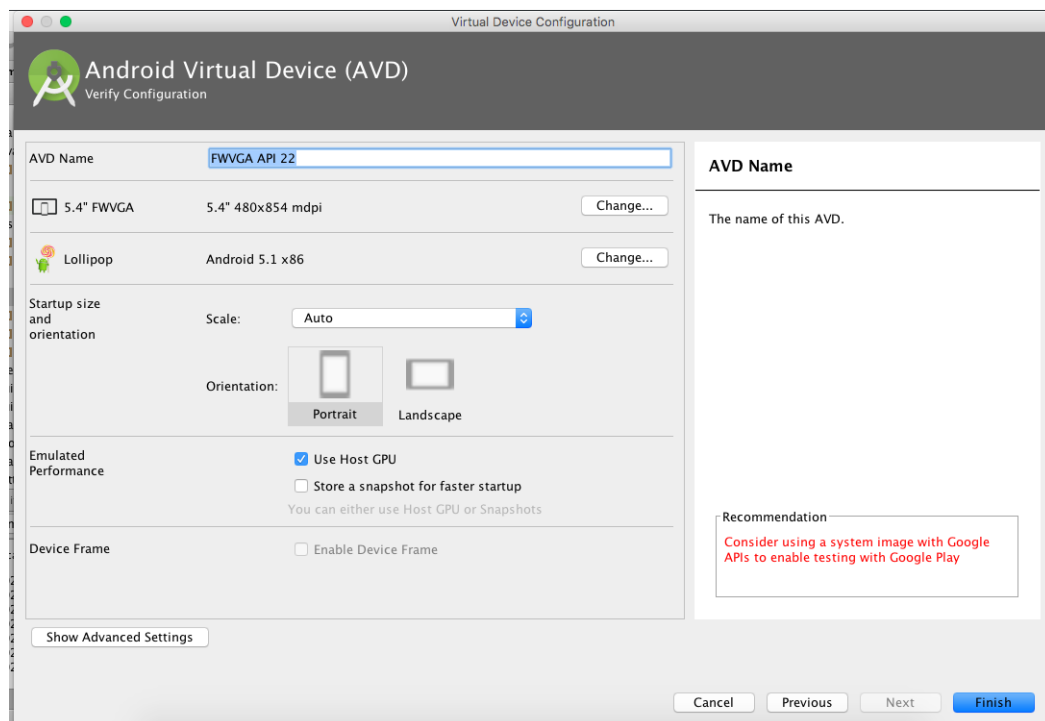 Virtual Device Configuration
Android Virtual Device (AVD)
Verify Configuration
AVD Name
FWVGA API 22
5.4" FWVGA
5.4" 480x854 mdpi
Change...
Lollipop
Android 5.1 x86
Change...
Startup size
and
orientation
Scale:
Auto
Orientation:
Portrait
Landscape
Emulated
Performance
Use Host GPU
Store a snapshot for faster startup
You can either use Host GPU or Snapshots
Device Frame
Enable Device Frame
Show Advanced Settings
AVD Name
The name of this AVD.
Recommendation
Consider using a system image with Google
APIs to enable testing with Google Play
Cancel
Previous
Next
Finish